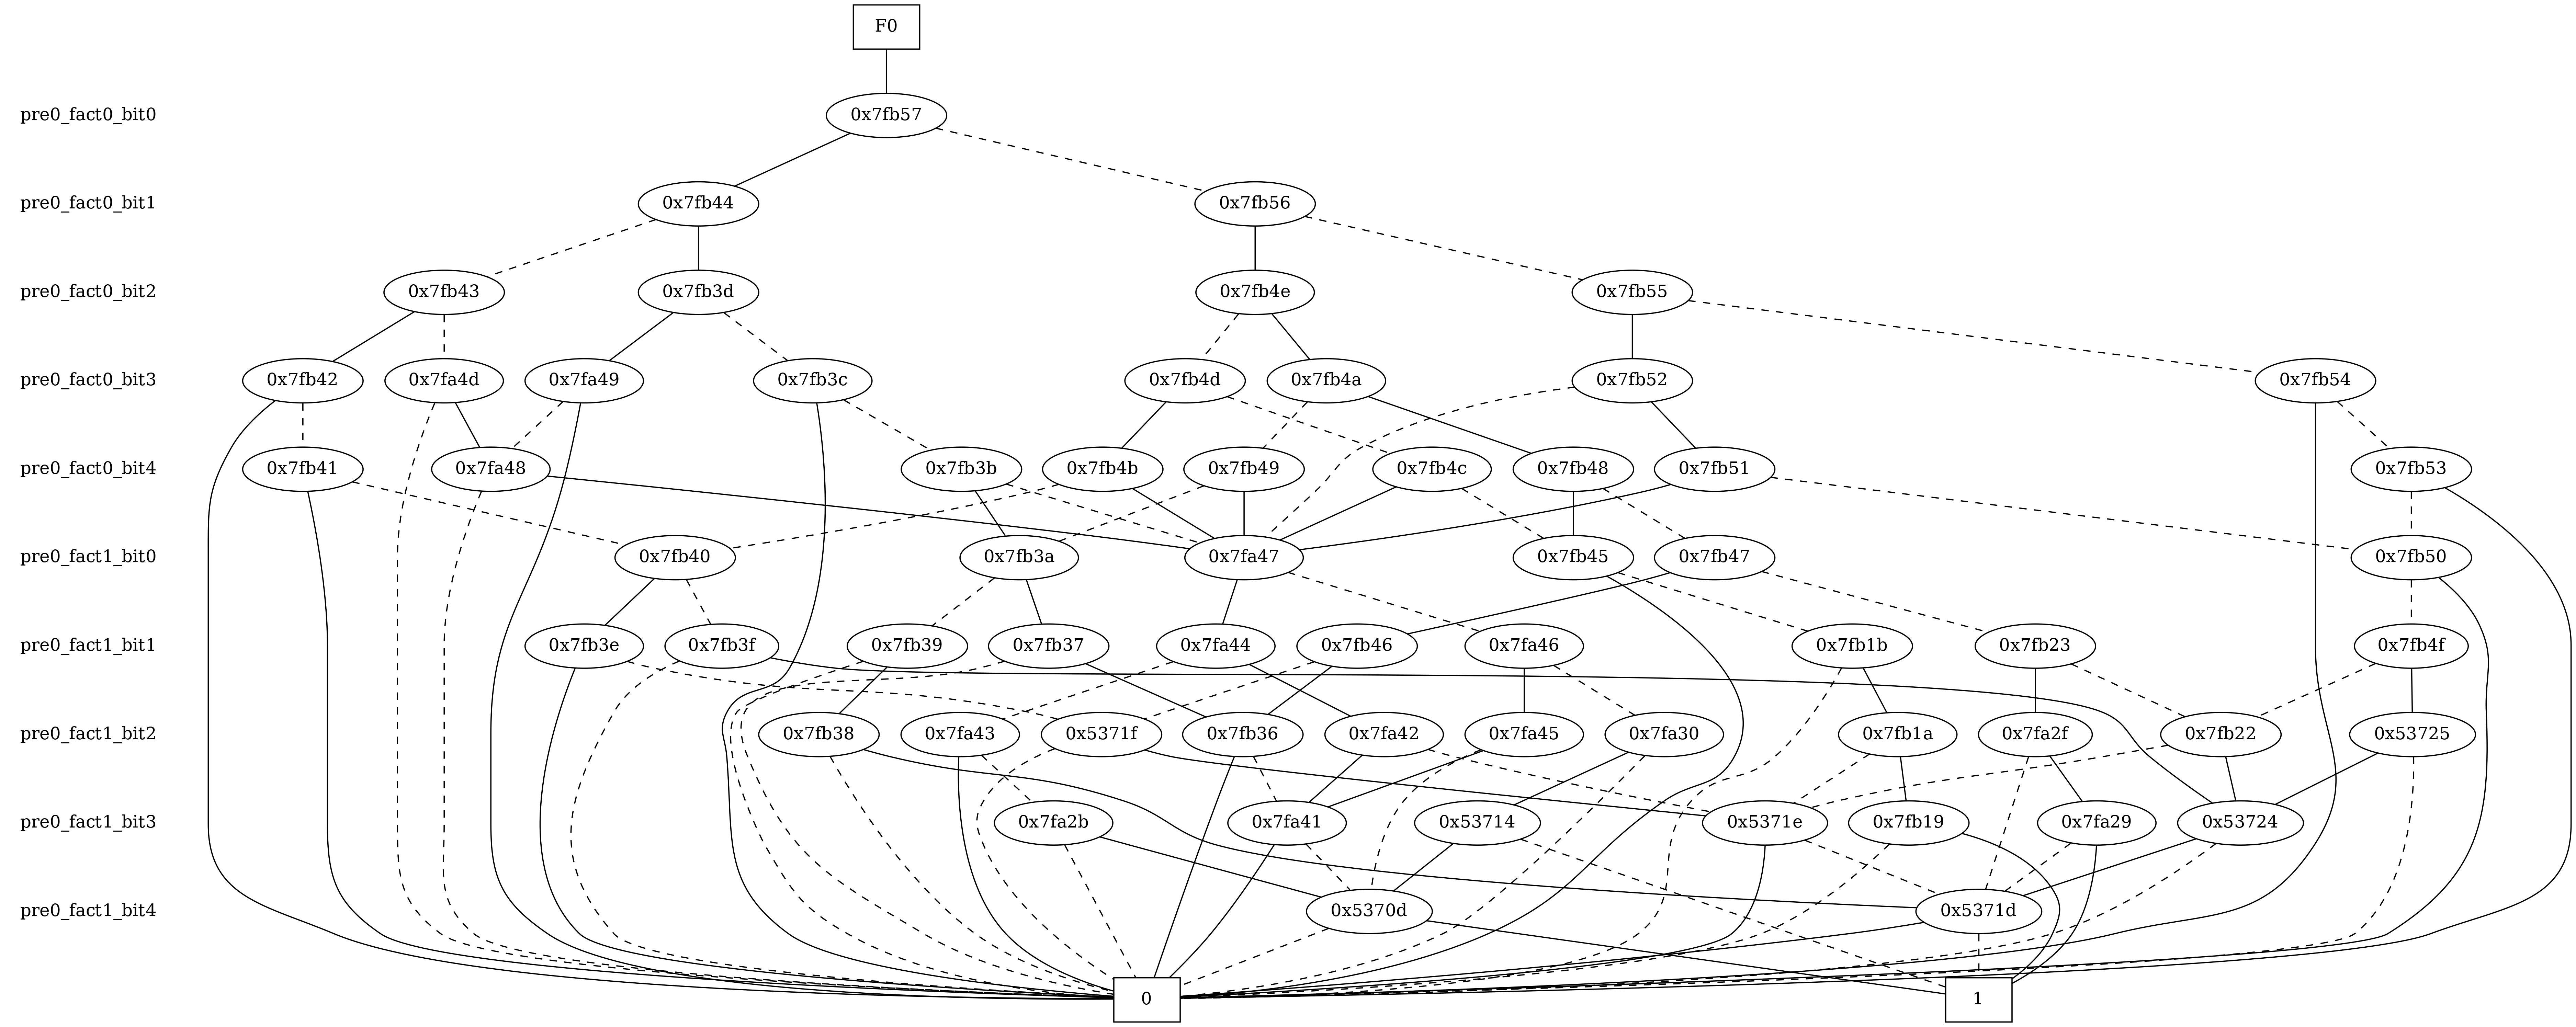 F0
pre0_fact0_bit0
0x7fb57
pre0_fact0_bit1
0x7fb44
0x7fb56
pre0_fact0_bit2
0x7fb43
0x7fb3d
0x7fb4e
0x7fb55
pre0_fact0_bit3
0x7fb42
0x7fa4d
0x7fa49
0x7fb3c
0x7fb4d
0x7fb4a
0x7fb52
0x7fb54
pre0_fact0_bit4
0x7fb41
0x7fa48
0x7fb3b
0x7fb4b
0x7fb49
0x7fb4c
0x7fb48
0x7fb51
0x7fb53
pre0_fact1_bit0
0x7fb40
0x7fb3a
0x7fa47
0x7fb45
0x7fb47
0x7fb50
pre0_fact1_bit1
0x7fb3e
0x7fb3f
0x7fb39
0x7fb37
0x7fa44
0x7fb46
0x7fa46
0x7fb1b
0x7fb23
0x7fb4f
pre0_fact1_bit2
0x7fb38
0x7fa43
0x5371f
0x7fb36
0x7fa42
0x7fa45
0x7fa30
0x7fb1a
0x7fa2f
0x7fb22
0x53725
pre0_fact1_bit3
0x7fa2b
0x7fa41
0x53714
0x5371e
0x7fb19
0x7fa29
0x53724
pre0_fact1_bit4
0x5370d
0x5371d
0
1